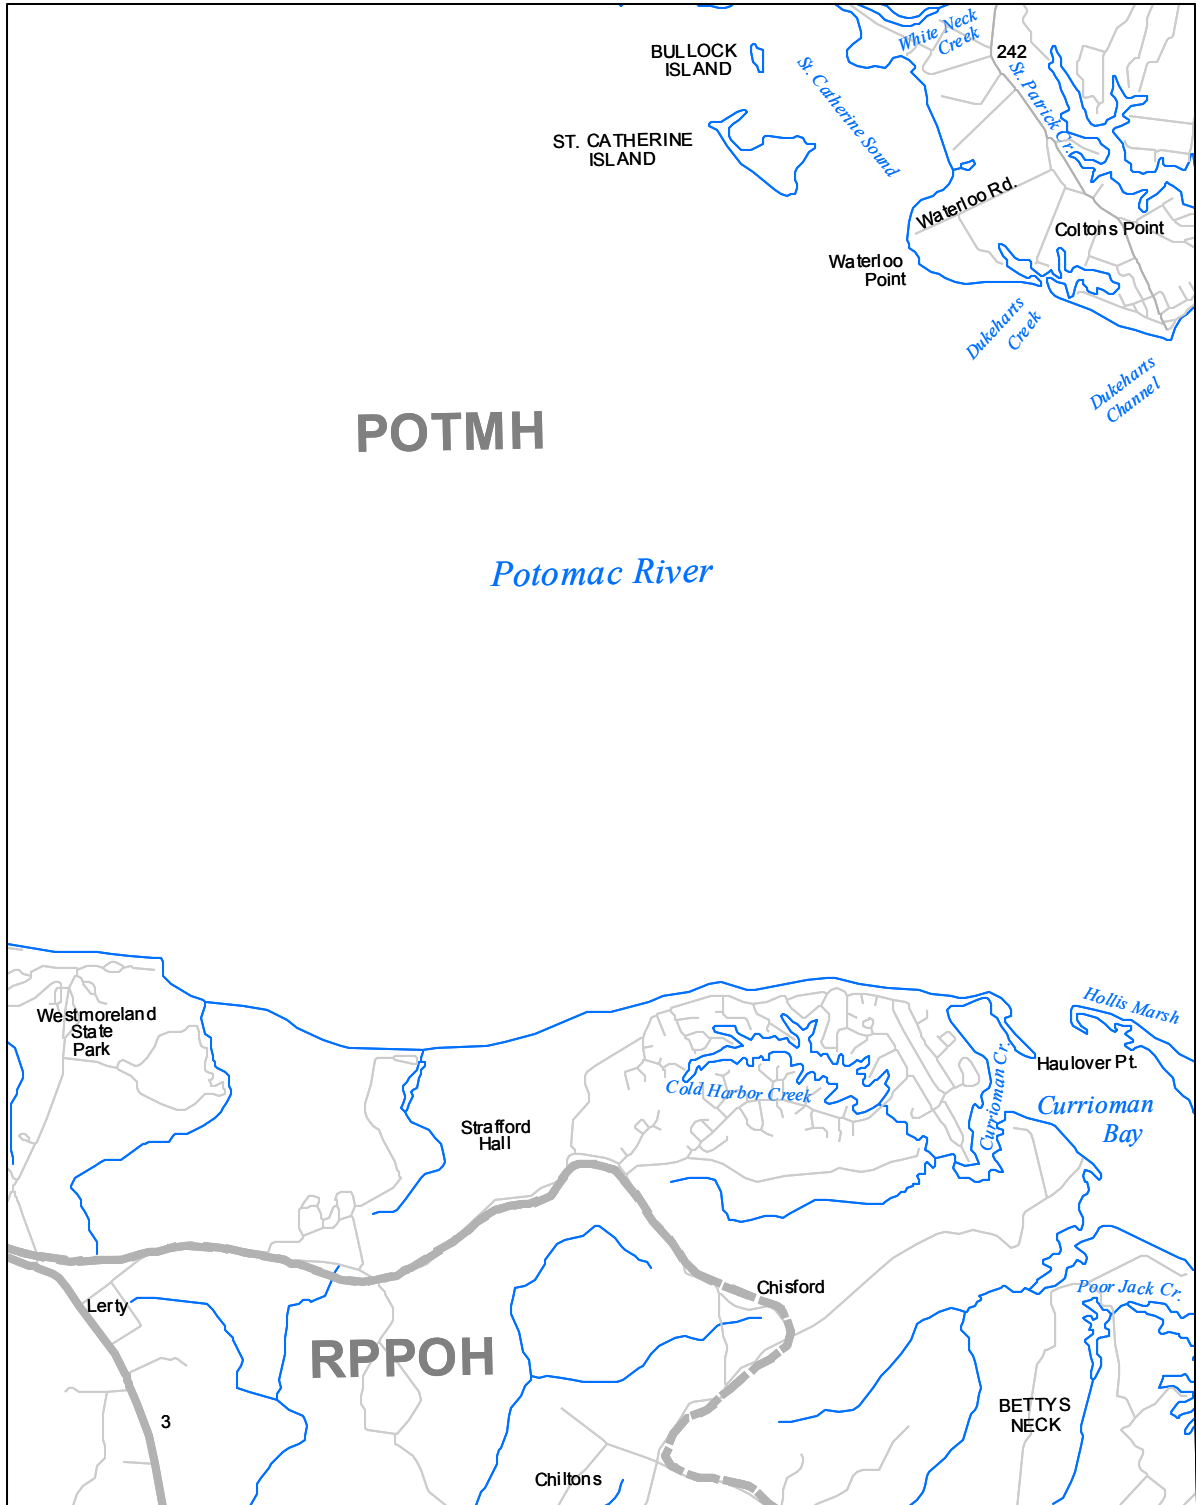 White Neck
Creek
BULLOCK
ISLAND
242
St. Catherine Sound
St. Patrick Cr.
ST. CATHERINE
ISLAND
Waterloo Rd.
Coltons Point
Waterloo
Point
Dukeharts
Creek
Dukeharts
Channel
POTMH
Potomac River
Westmoreland
State
Park
Hollis Marsh
Haulover Pt.
Cold Harbor Creek
Currioman Cr.
Currioman
Bay
Strafford
Hall
Chisford
Poor Jack Cr.
Lerty
RPPOH
BETTYS
NECK
3
Chiltons